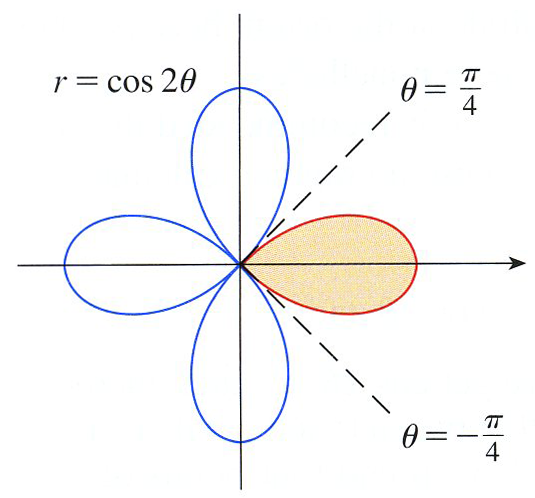 r = cos 2θ
θ = π/4
θ = −π/4